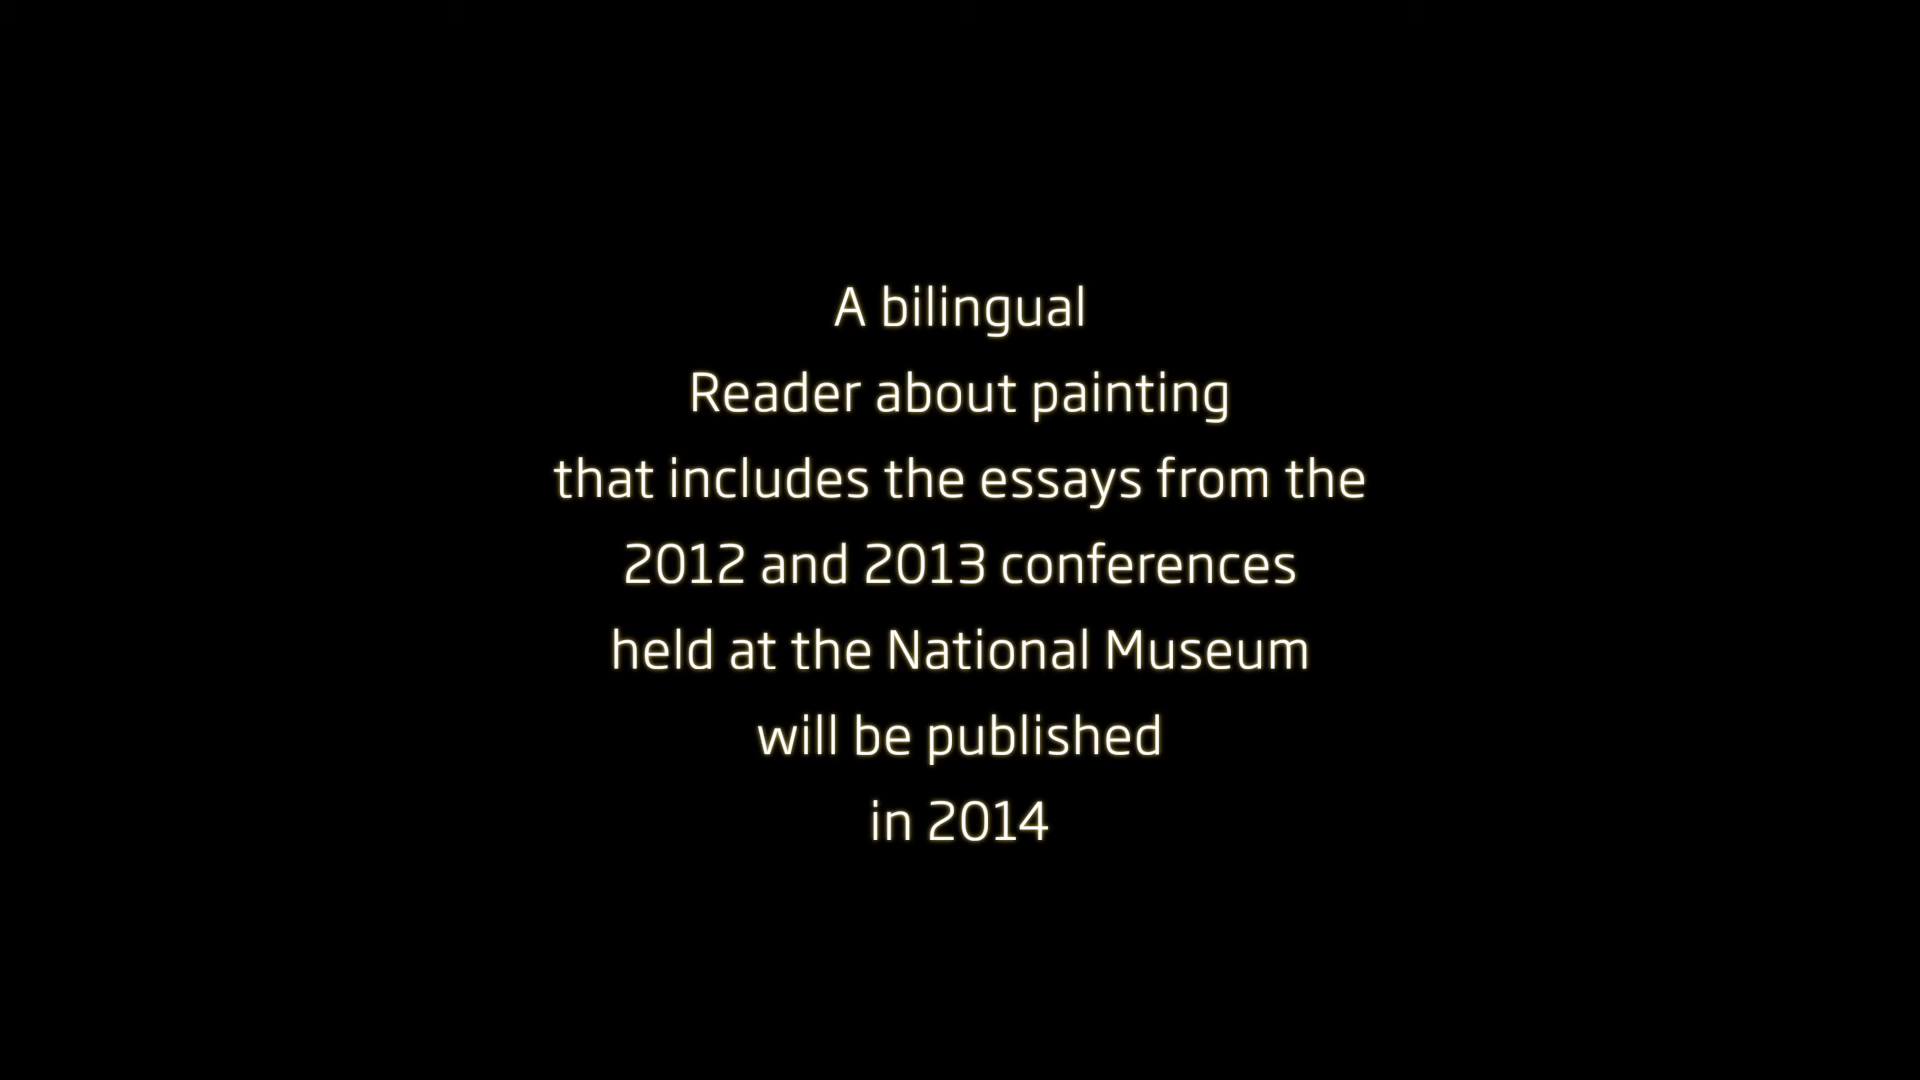 A bilingual
Reader about painting
that includes the essays from the
2012 and 2013 conferences
held at the National Museum
will be published
in 2014